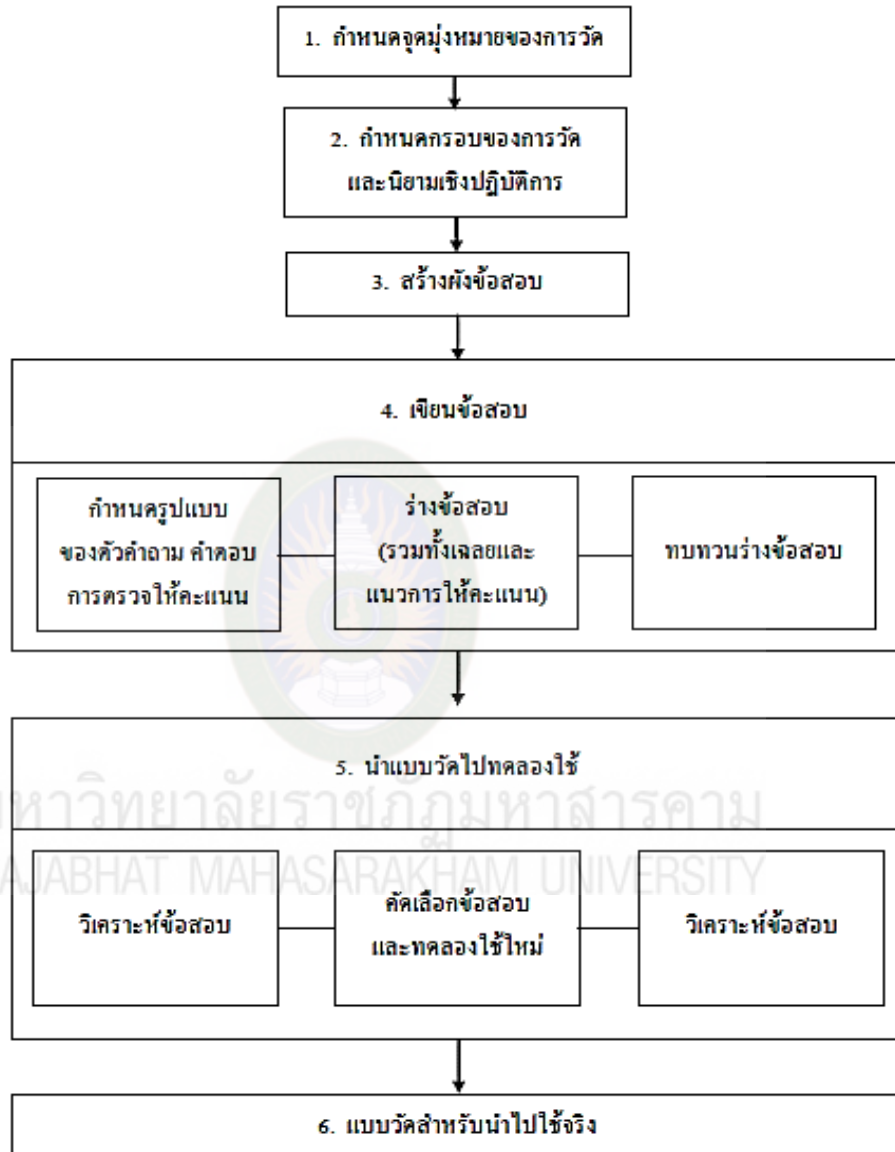 1. กำหนดจุดมุ่งหมายของการวัด
2. กำหนดกรอบของการวัด
และนิยามเชิงปฏิบัติการ
3. สร้างผังข้อสอบ
4. เขียนข้อสอบ
กำหนดรูปแบบ
ของตัวคำถาม คำตอบ
การตรวจให้คะแนน
ร่างข้อสอบ
(รวมทั้งเฉลยและ
แนวการให้คะแนน)
ทบทวนร่างข้อสอบ
5. นำแบบวัดไปทดลองใช้
มหาวิทยาลัยราชภัฏมหาสารคาม
RAJABHAT MAHASARAKHAM UNIVERSITY
วิเคราะห์ข้อสอบ
คัดเลือกข้อสอบ
และทดลองใช้ใหม่
วิเคราะห์ข้อสอบ
6. แบบวัดสำหรับนำไปใช้จริง